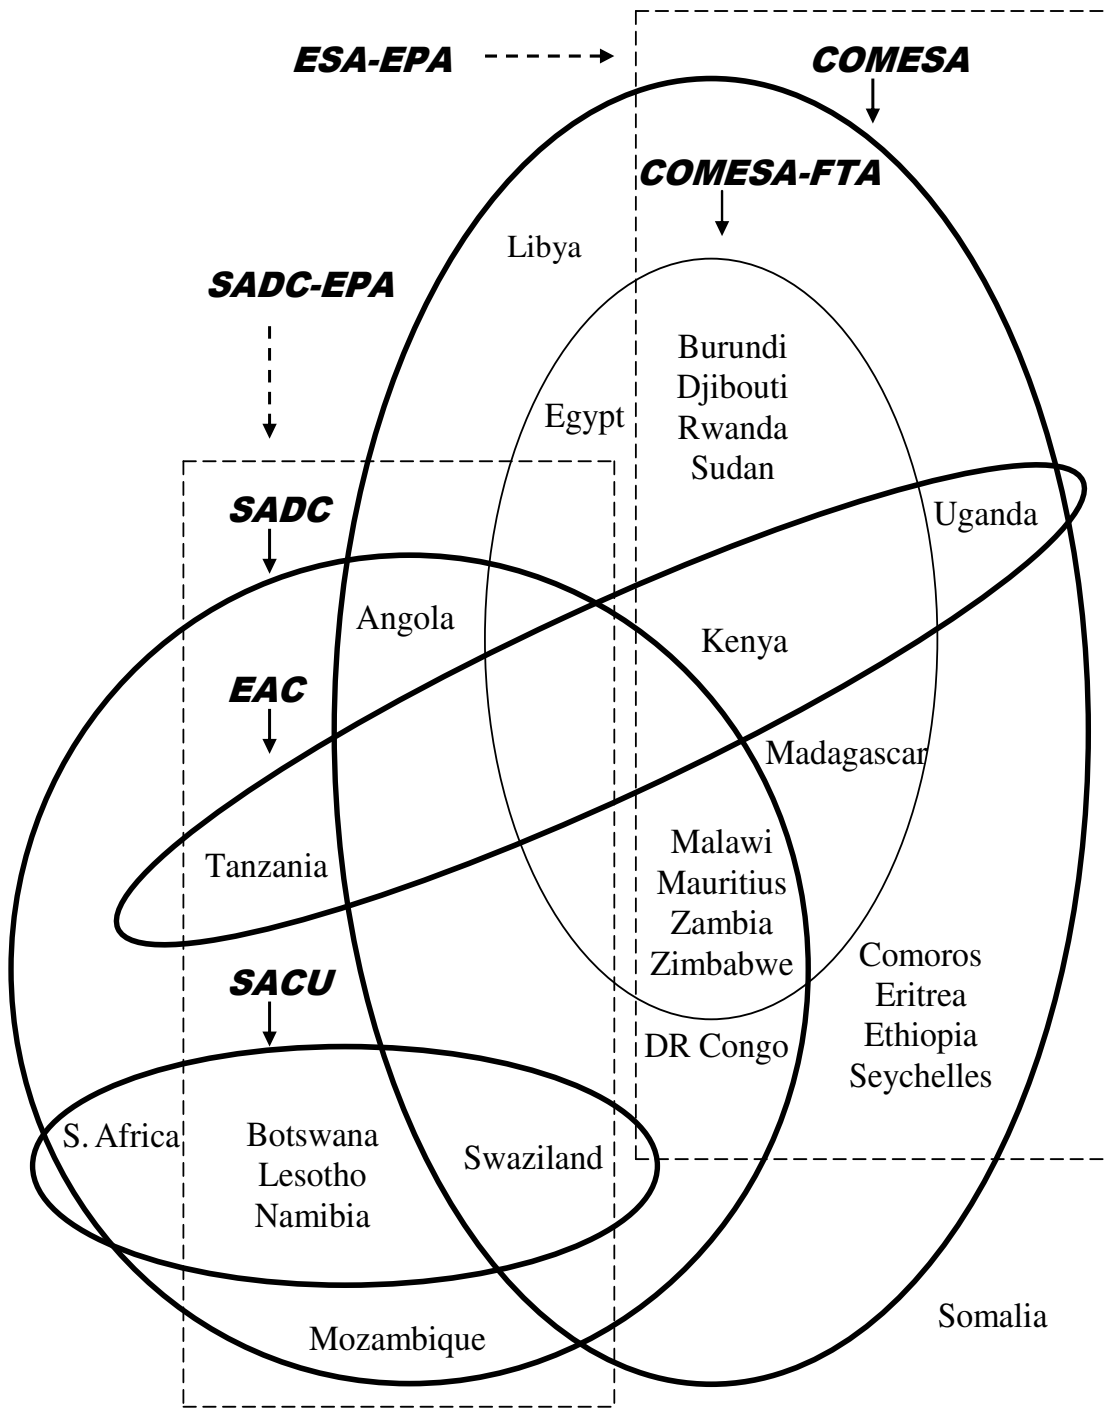 ESA-EPA
COMESA
COMESA-FTA
Libya
SADC-EPA
Burundi
Djibouti
Egypt
Rwanda
Sudan
SADC
Uganda
Angola
Kenya
EAC
Madagascar
Tanzania
Malawi
Mauritius
Zambia
Zimbabwe
Comoros
Eritrea
Ethiopia
Seychelles
SACU
DR Congo
S. Africa
Botswana
Lesotho
Namibia
Swaziland
Somalia
Mozambique